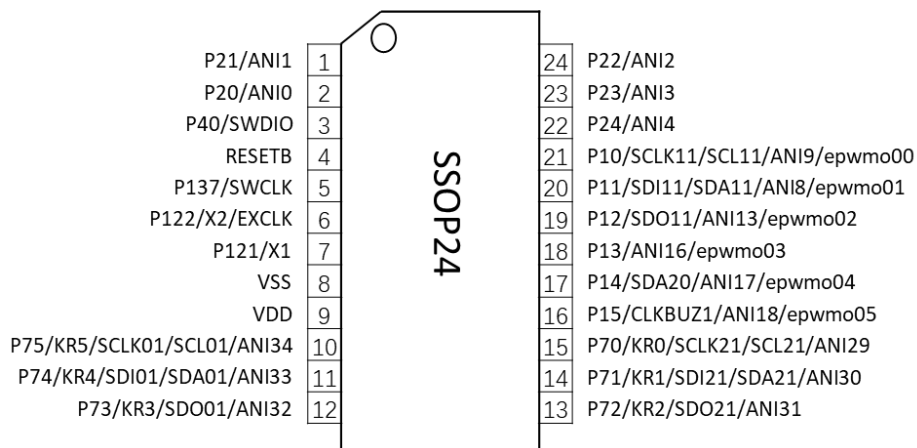 P21/ANI1 1 24 P22/ANI2
P20/ANI0 2 23 P23/ANI3
P40/SWDIO 3 22 P24/ANI4
RESETB 4 21 P10/SCLK11/SCL11/ANI9/epwmo00
P137/SWCLK 5 20 P11/SDI11/SDA11/ANI8/epwmo01
P122/X2/EXCLK 6 19 P12/SDO11/ANI13/epwmo02
P121/X1 7 18 P13/ANI16/epwmo03
VSS 8 17 P14/SDA20/ANI17/epwmo04
VDD 9 16 P15/CLKBUZ1/ANI18/epwmo05
P75/KR5/SCLK01/SCL01/ANI34 10 15 P70/KR0/SCLK21/SCL21/ANI29
P74/KR4/SDI01/SDA01/ANI33 11 14 P71/KR1/SDI21/SDA21/ANI30
P73/KR3/SDO01/ANI32 12 13 P72/KR2/SDO21/ANI31
SSOP24